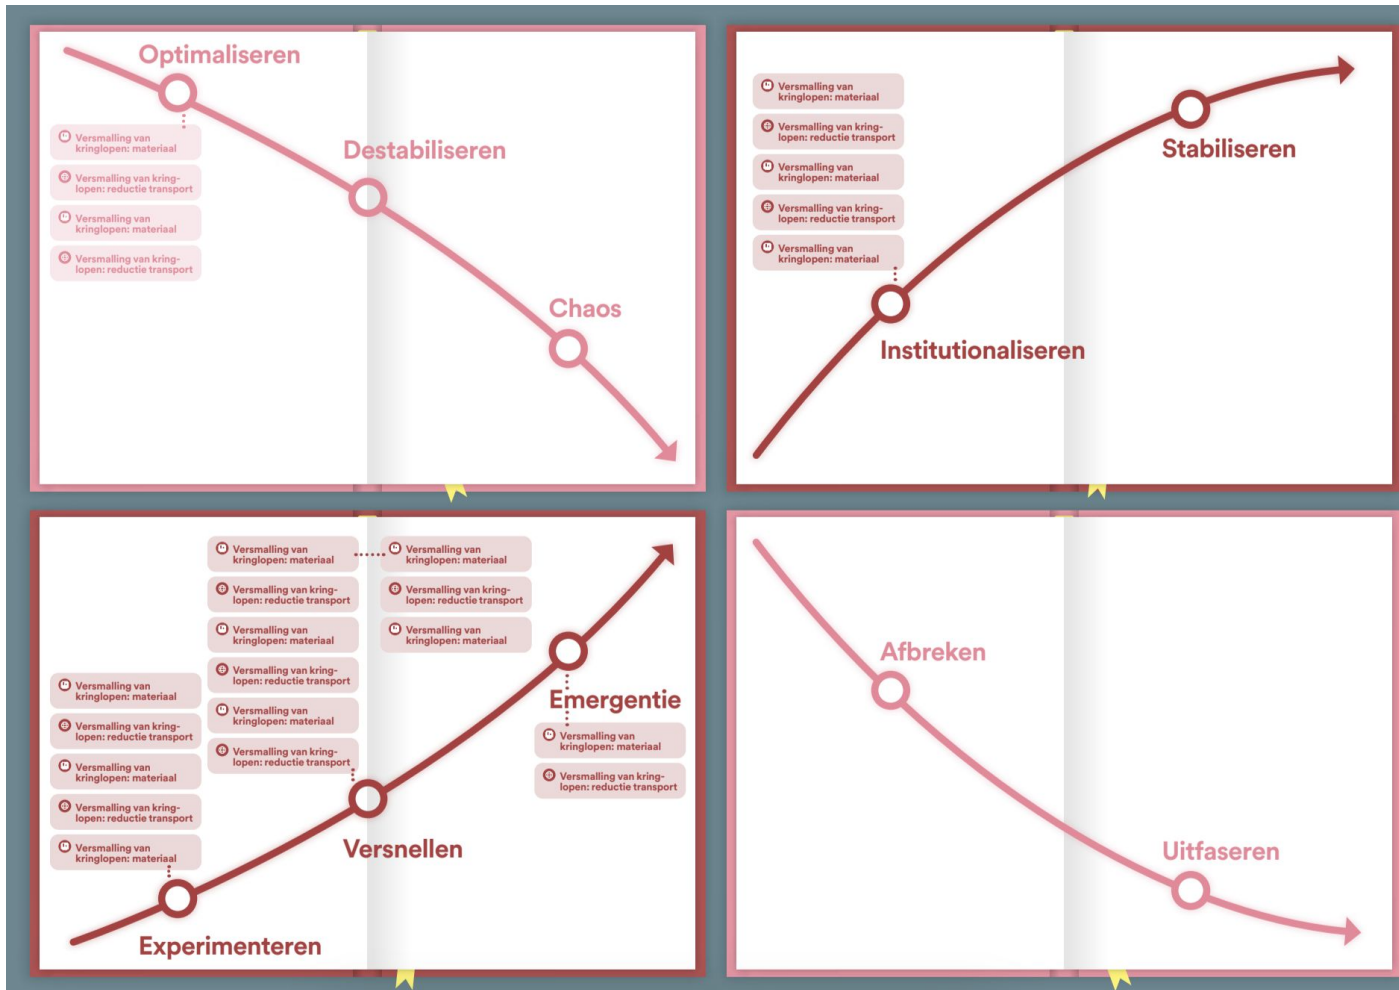 Optimaliseren
Versmalling van
kringlopen: materiaal
Versmalling van kring-
lopen: reductie transport
Versmalling van
kringlopen: materiaal
Versmalling van kring-
lopen: reductie transport
Destabiliseren
Chaos
Versmalling van
kringlopen: materiaal
Versmalling van kring-
lopen: reductie transport
Versmalling van
kringlopen: materiaal
Versmalling van kring-
lopen: reductie transport
Versmalling van
kringlopen: materiaal
Institutionaliseren
Stabiliseren
Versmalling van
kringlopen: materiaal
Versmalling van kring-
lopen: reductie transport
Versmalling van
kringlopen: materiaal
Versmalling van kring-
lopen: reductie transport
Versmalling van
kringlopen: materiaal
Experimenteren
Versmalling van
kringlopen: materiaal
Versmalling van kring-
lopen: reductie transport
Versmalling van
kringlopen: materiaal
Versmalling van kring-
lopen: reductie transport
Versmalling van
kringlopen: materiaal
Versmalling van kring-
lopen: reductie transport
Versmalling van
kringlopen: materiaal
Versmalling van kring-
lopen: reductie transport
Versmalling van
kringlopen: materiaal
Versnellen
Emergentie
Versmalling van
kringlopen: materiaal
Versmalling van kring-
lopen: reductie transport
Afbreken
Uitfaseren